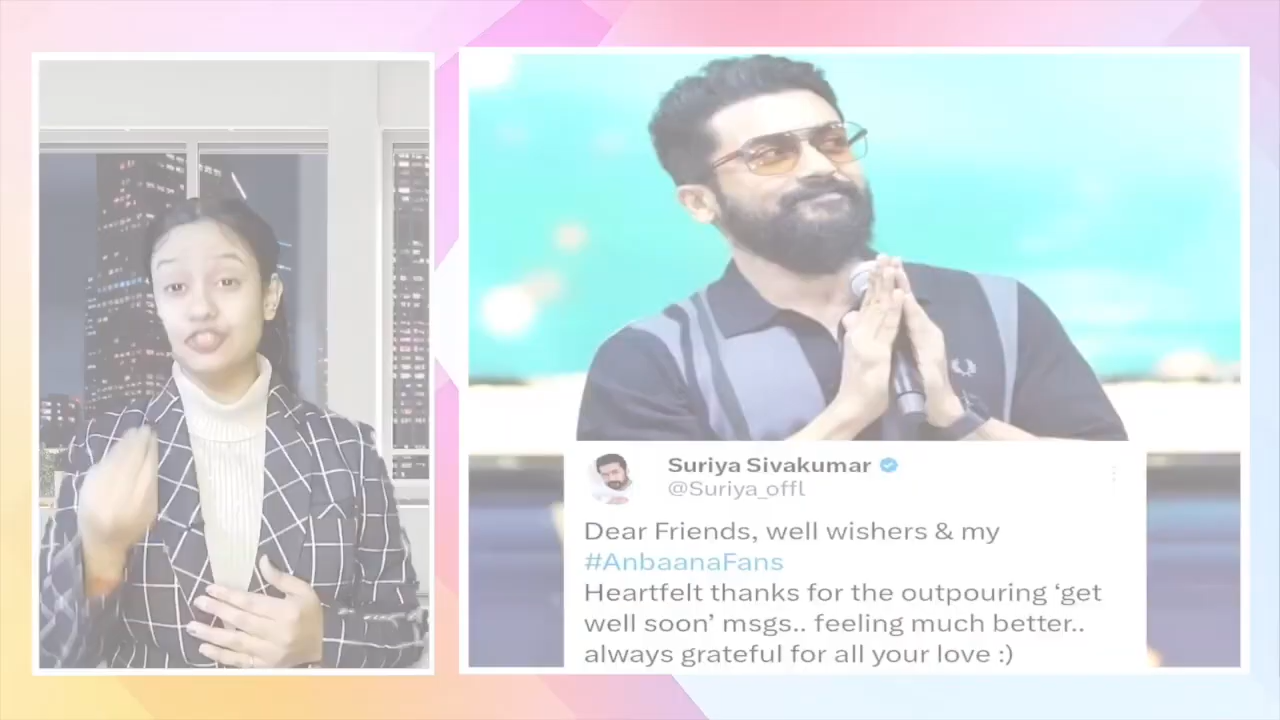 Suriya Sivakumar
@Suriya_offl
Dear Friends, well wishers & my
#AnbaanaFans
Heartfelt thanks for the outpouring ‘get
well soon’ msgs.. feeling much better..
always grateful for all your love :)